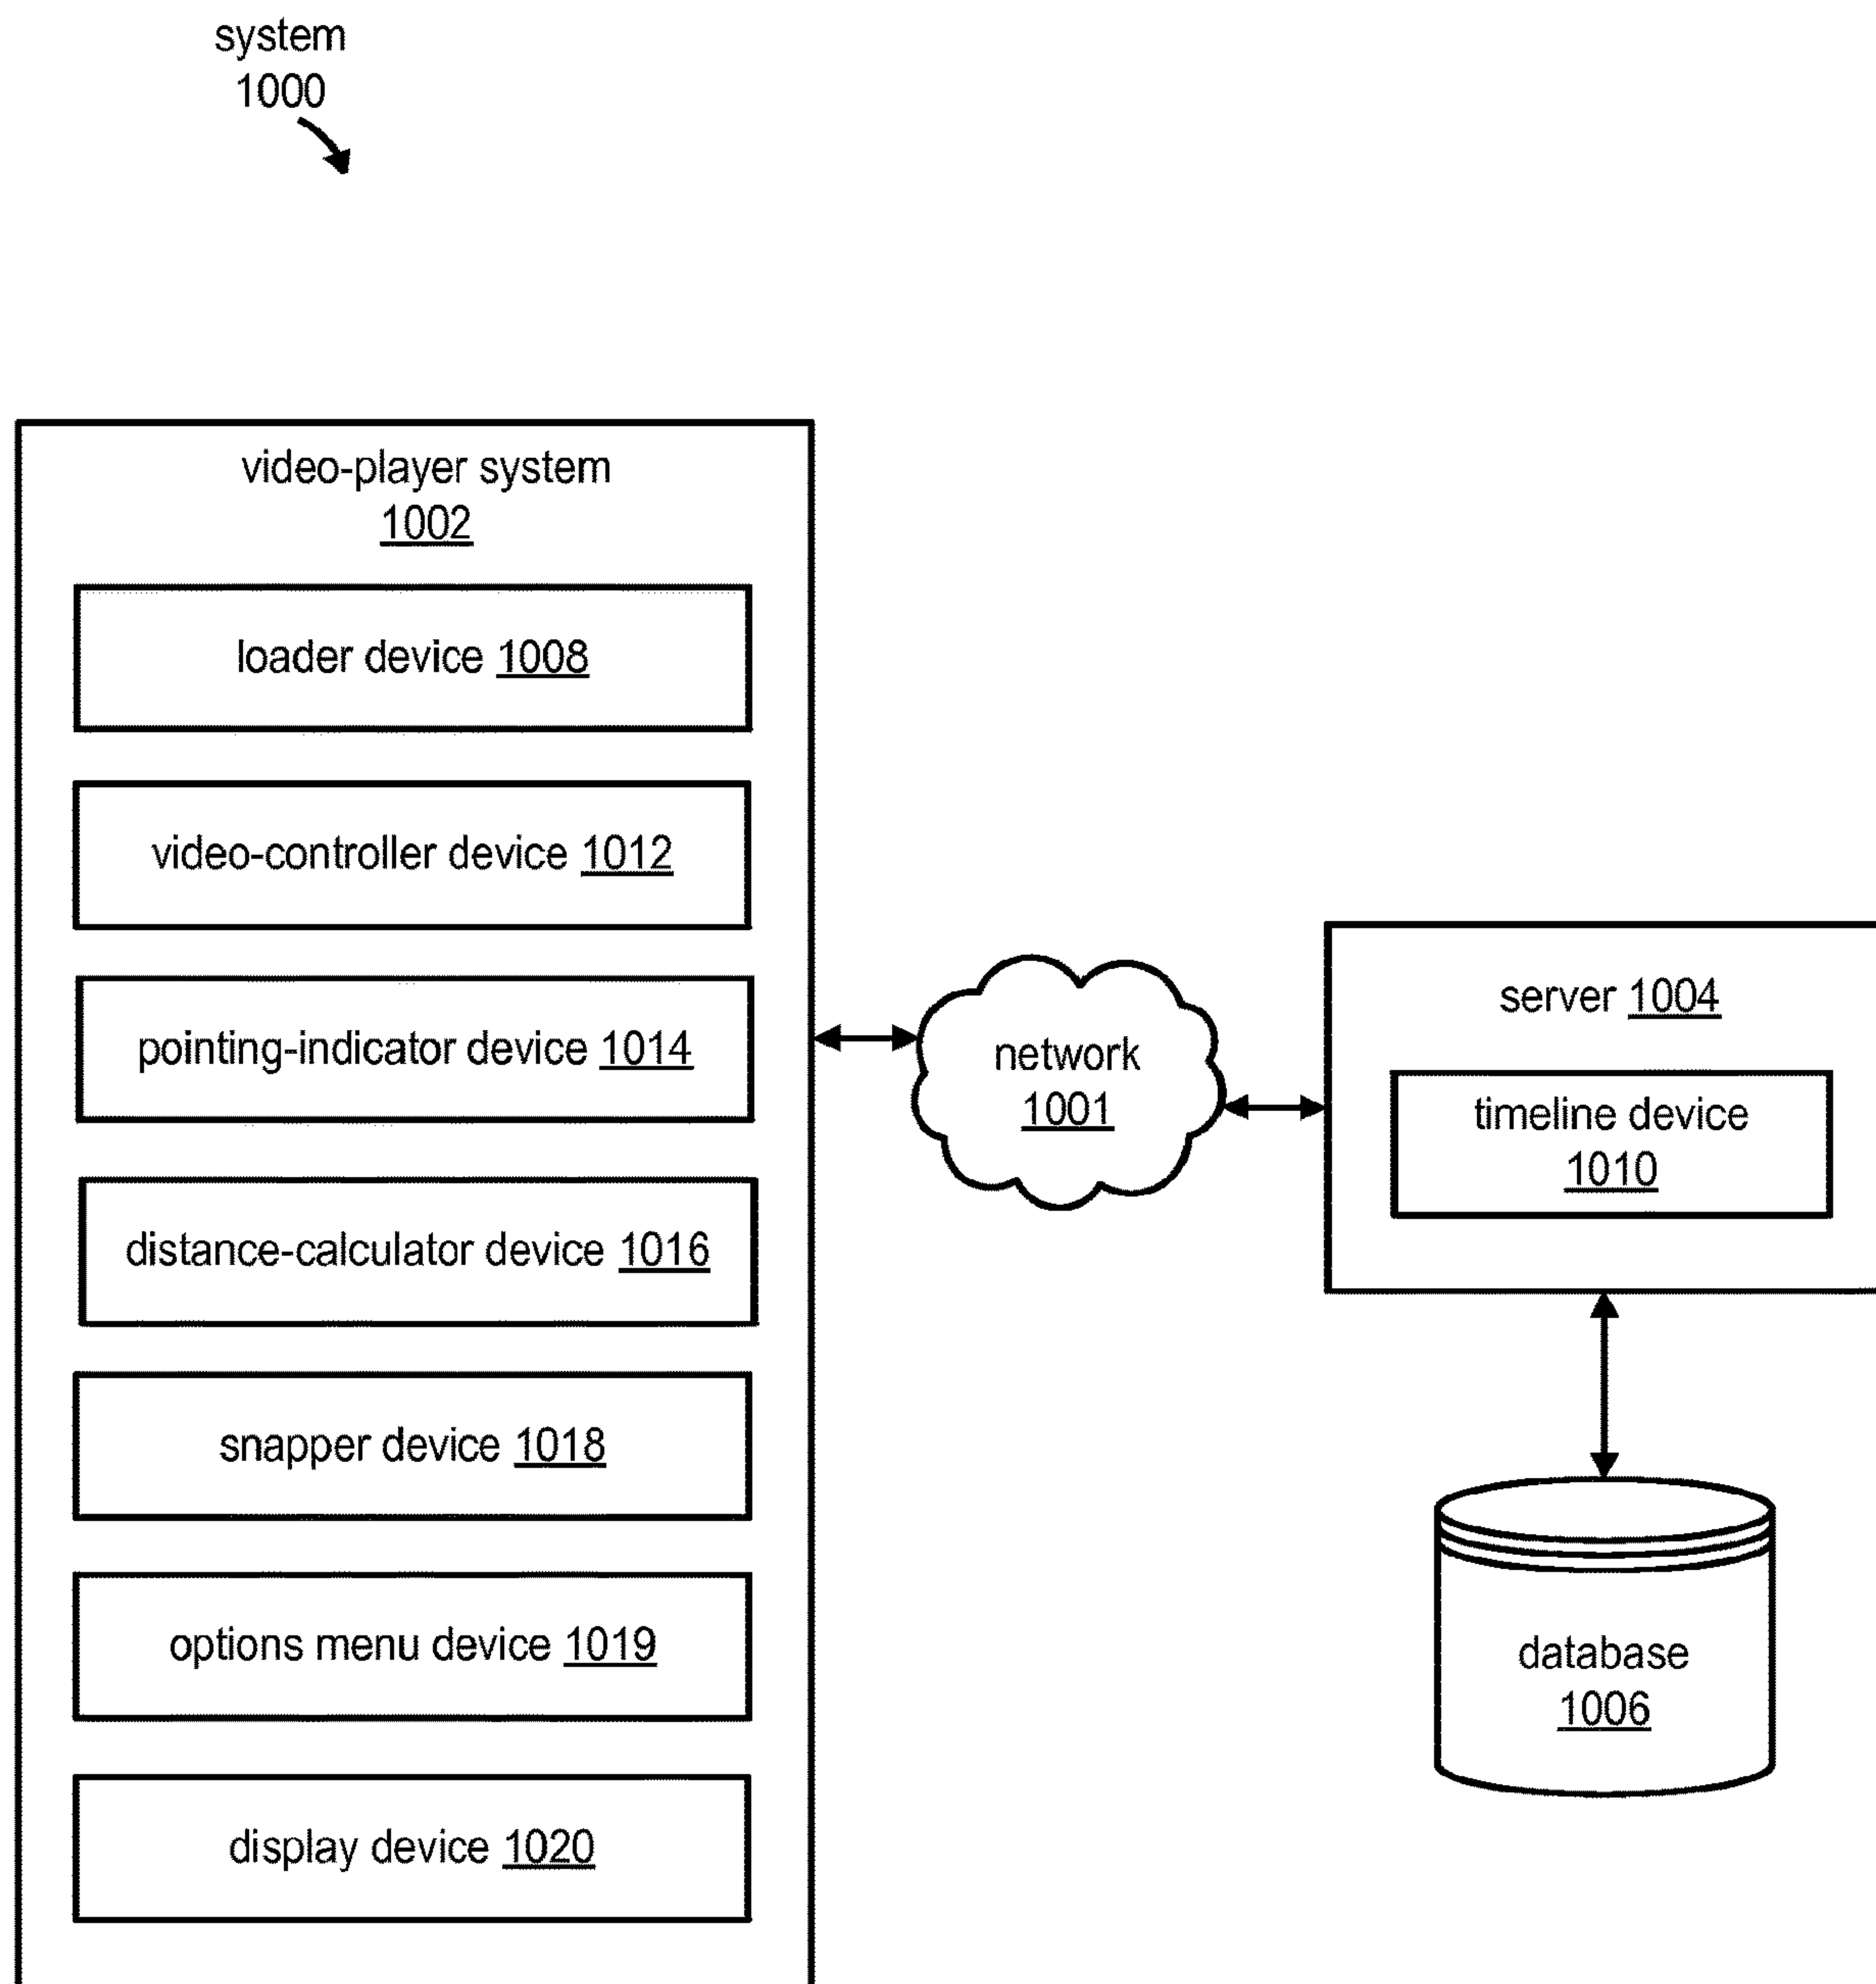 system
1000
video-player system
1002
loader device 1008
video-controller device 1012
pointing-indicator device 1014
distance-calculator device 1016
snapper device 1018
options menu device 1019
display device 1020
network
1001
server 1004
timeline device
1010
database
1006